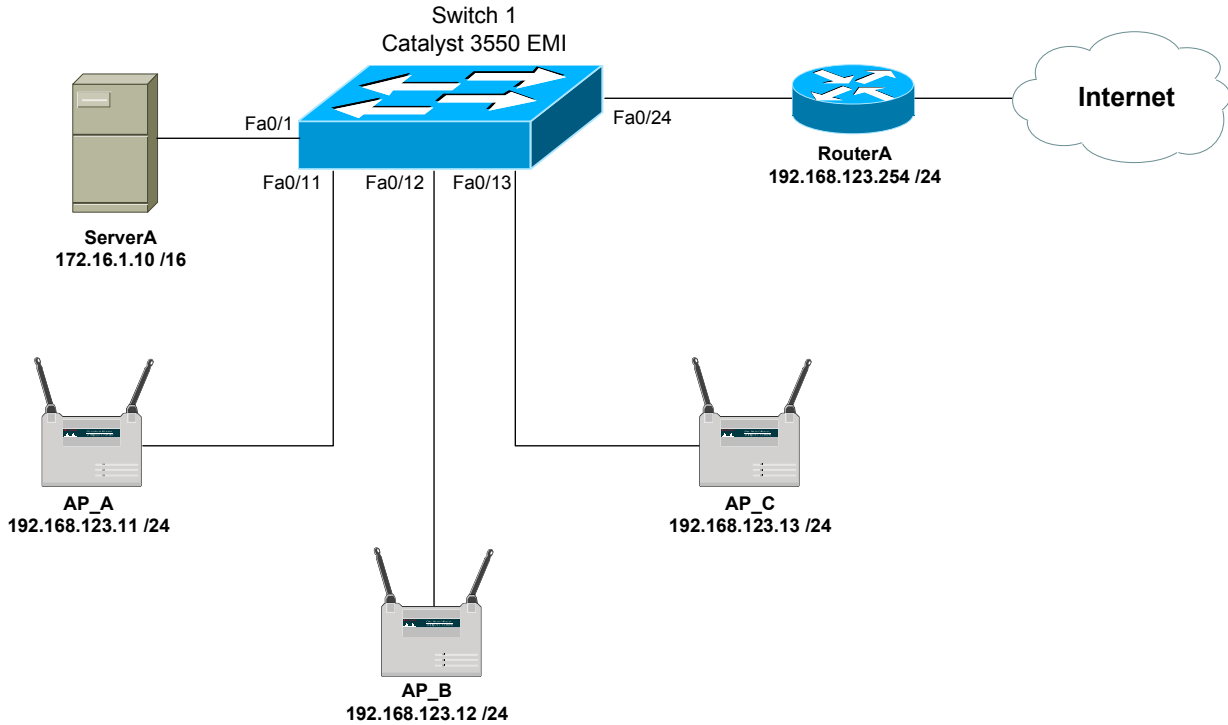 Switch 1
Catalyst 3550 EMI
Fa0/1
Fa0/24
Internet
Fa0/11
Fa0/12
Fa0/13
RouterA
192.168.123.254 /24
ServerA
172.16.1.10 /16
AP_A
192.168.123.11 /24
AP_C
192.168.123.13 /24
AP_B
192.168.123.12 /24